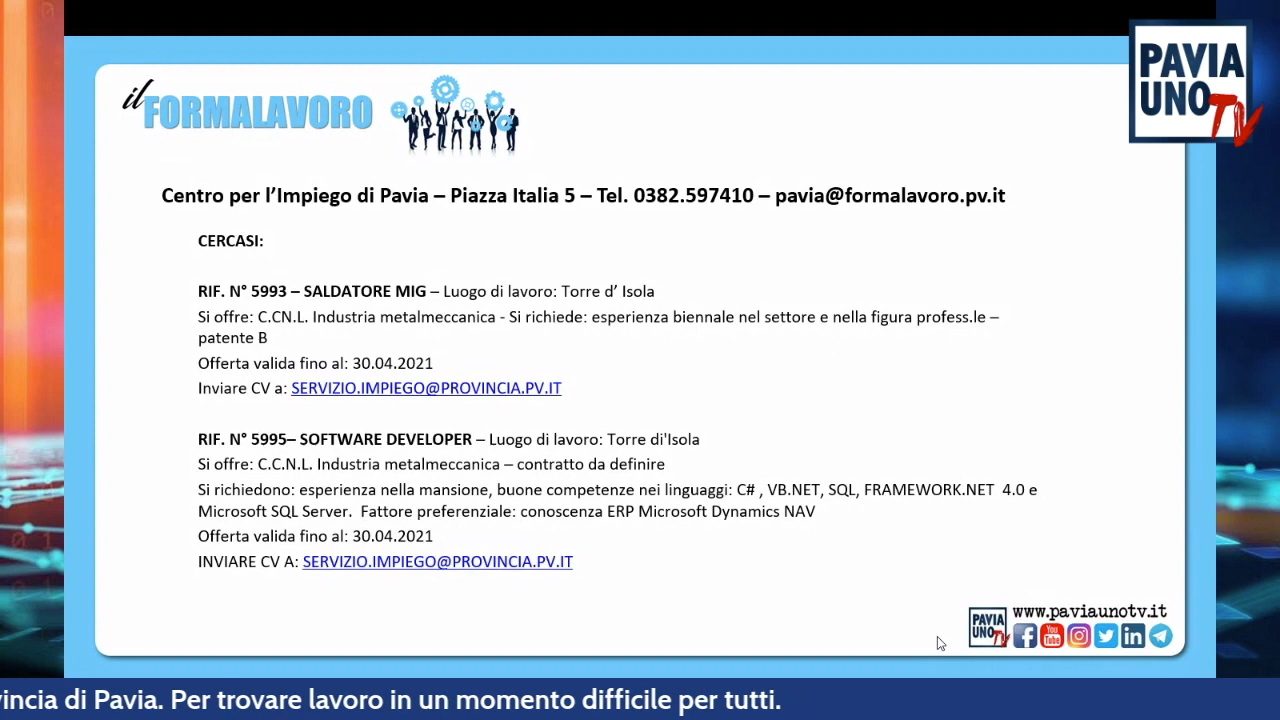 il FORMALAVORO
PAVIA
UNO TV
Centro per l’Impiego di Pavia – Piazza Italia 5 – Tel. 0382.597410 – pavia@formalavoro.pv.it
CERCASI:
RIF. N° 5993 – SALDATORE MIG – Luogo di lavoro: Torre d’ Isola
Si offre: C.CN.L. Industria metalmeccanica - Si richiede: esperienza biennale nel settore e nella figura profess.le –
patente B
Offerta valida fino al: 30.04.2021
Inviare CV a: SERVIZIO.IMPIEGO@PROVINCIA.PV.IT
RIF. N° 5995– SOFTWARE DEVELOPER – Luogo di lavoro: Torre di'Isola
Si offre: C.C.N.L. Industria metalmeccanica – contratto da definire
Si richiedono: esperienza nella mansione, buone competenze nei linguaggi: C# , VB.NET, SQL, FRAMEWORK.NET 4.0 e
Microsoft SQL Server. Fattore preferenziale: conoscenza ERP Microsoft Dynamics NAV
Offerta valida fino al: 30.04.2021
INVIARE CV A: SERVIZIO.IMPIEGO@PROVINCIA.PV.IT
www.paviaunotv.it
PAVIA
UNO TV
You
Tube
vincia di Pavia. Per trovare lavoro in un momento difficile per tutti.